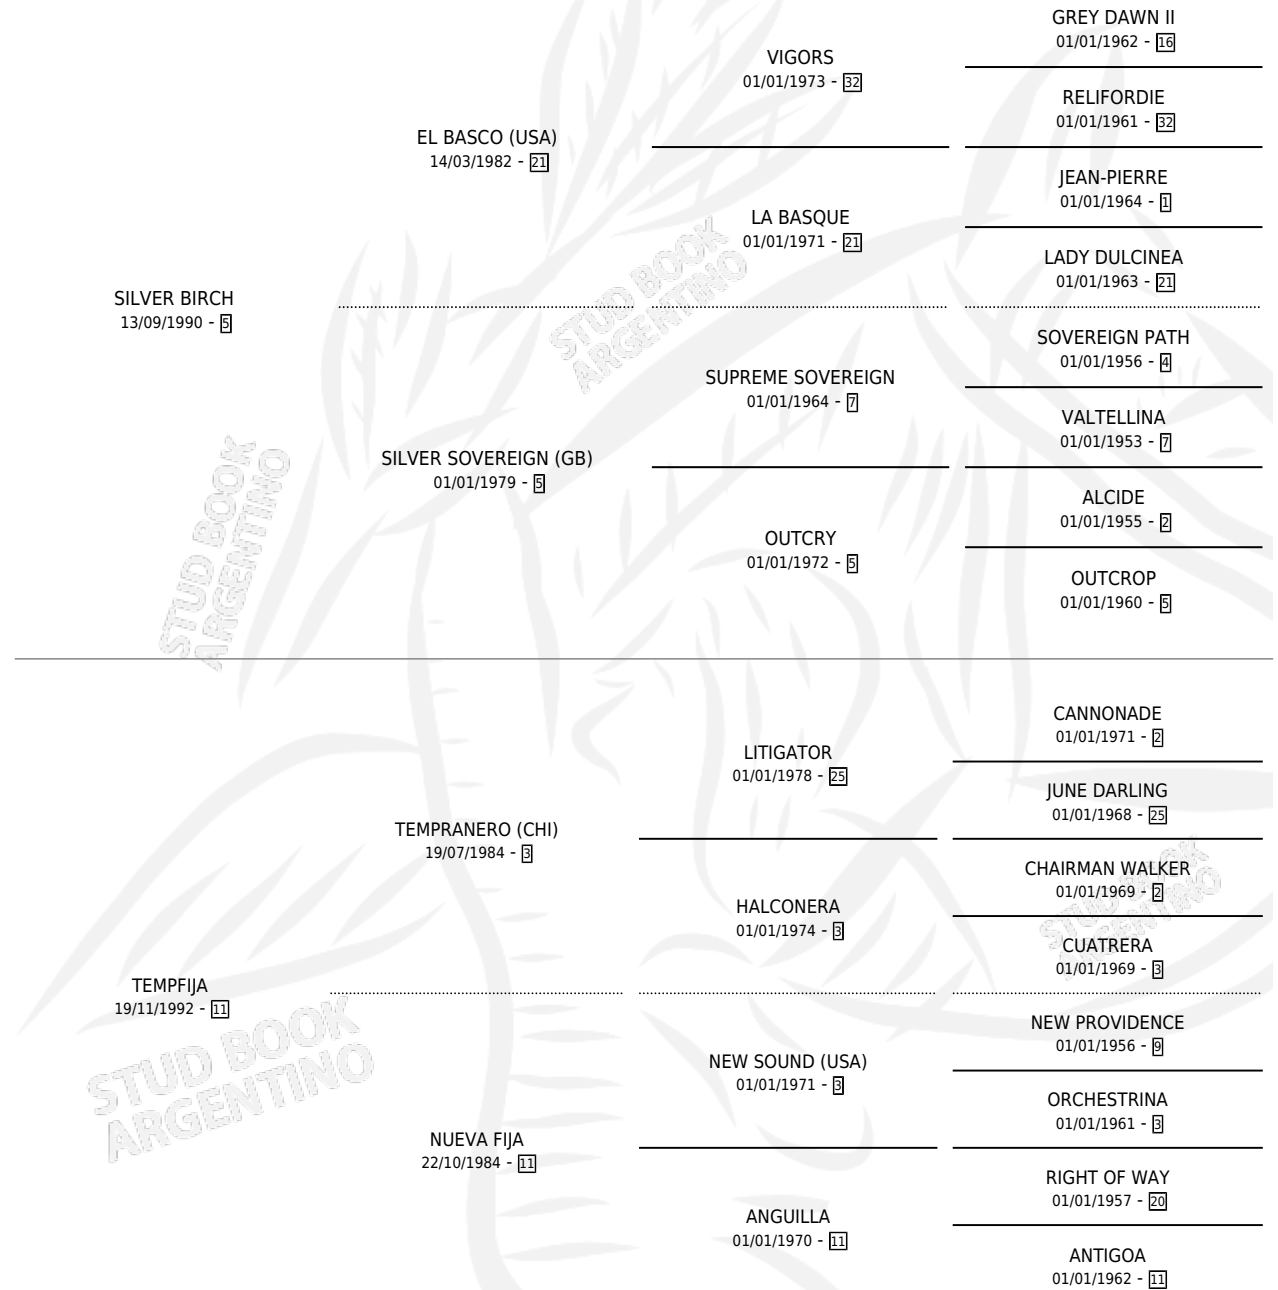 GREY DAWN II
01/01/1962 - 16
VIGORS
01/01/1973 - 32
RELIFORDIE
01/01/1961 - 32
EL BASCO (USA)
14/03/1982 - 21
JEAN-PIERRE
01/01/1964 - 1
LA BASQUE
01/01/1971 - 21
LADY DULCINEA
01/01/1963 - 21
SILVER BIRCH
13/09/1990 - 5
STUD BOOK
ARGENTINO
SOVEREIGN PATH
01/01/1956 - 4
SUPREME SOVEREIGN
01/01/1964 - 7
VALTELLINA
01/01/1953 - 7
SILVER SOVEREIGN (GB)
01/01/1979 - 5
ALCIDE
01/01/1955 - 2
OUTCRY
01/01/1972 - 5
OUTCROP
01/01/1960 - 5
STUD BOOK
ARGENTINO
CANNONADE
01/01/1971 - 2
LITIGATOR
01/01/1978 - 25
JUNE DARLING
01/01/1968 - 25
TEMPRANERO (CHI)
19/07/1984 - 3
CHAIRMAN WALKER
01/01/1969 - 2
HALCONERA
01/01/1974 - 3
STUD BOOK
ARGENTINO
CUATRERA
01/01/1969 - 3
TEMPFIJA
19/11/1992 - 11
NEW PROVIDENCE
01/01/1956 - 9
NEW SOUND (USA)
01/01/1971 - 3
STUD BOOK
ARGENTINO
ORCHESTRINA
01/01/1961 - 3
NUEVA FIJA
22/10/1984 - 11
RIGHT OF WAY
01/01/1957 - 20
ANGUILLA
01/01/1970 - 11
ANTIGOA
01/01/1962 - 11